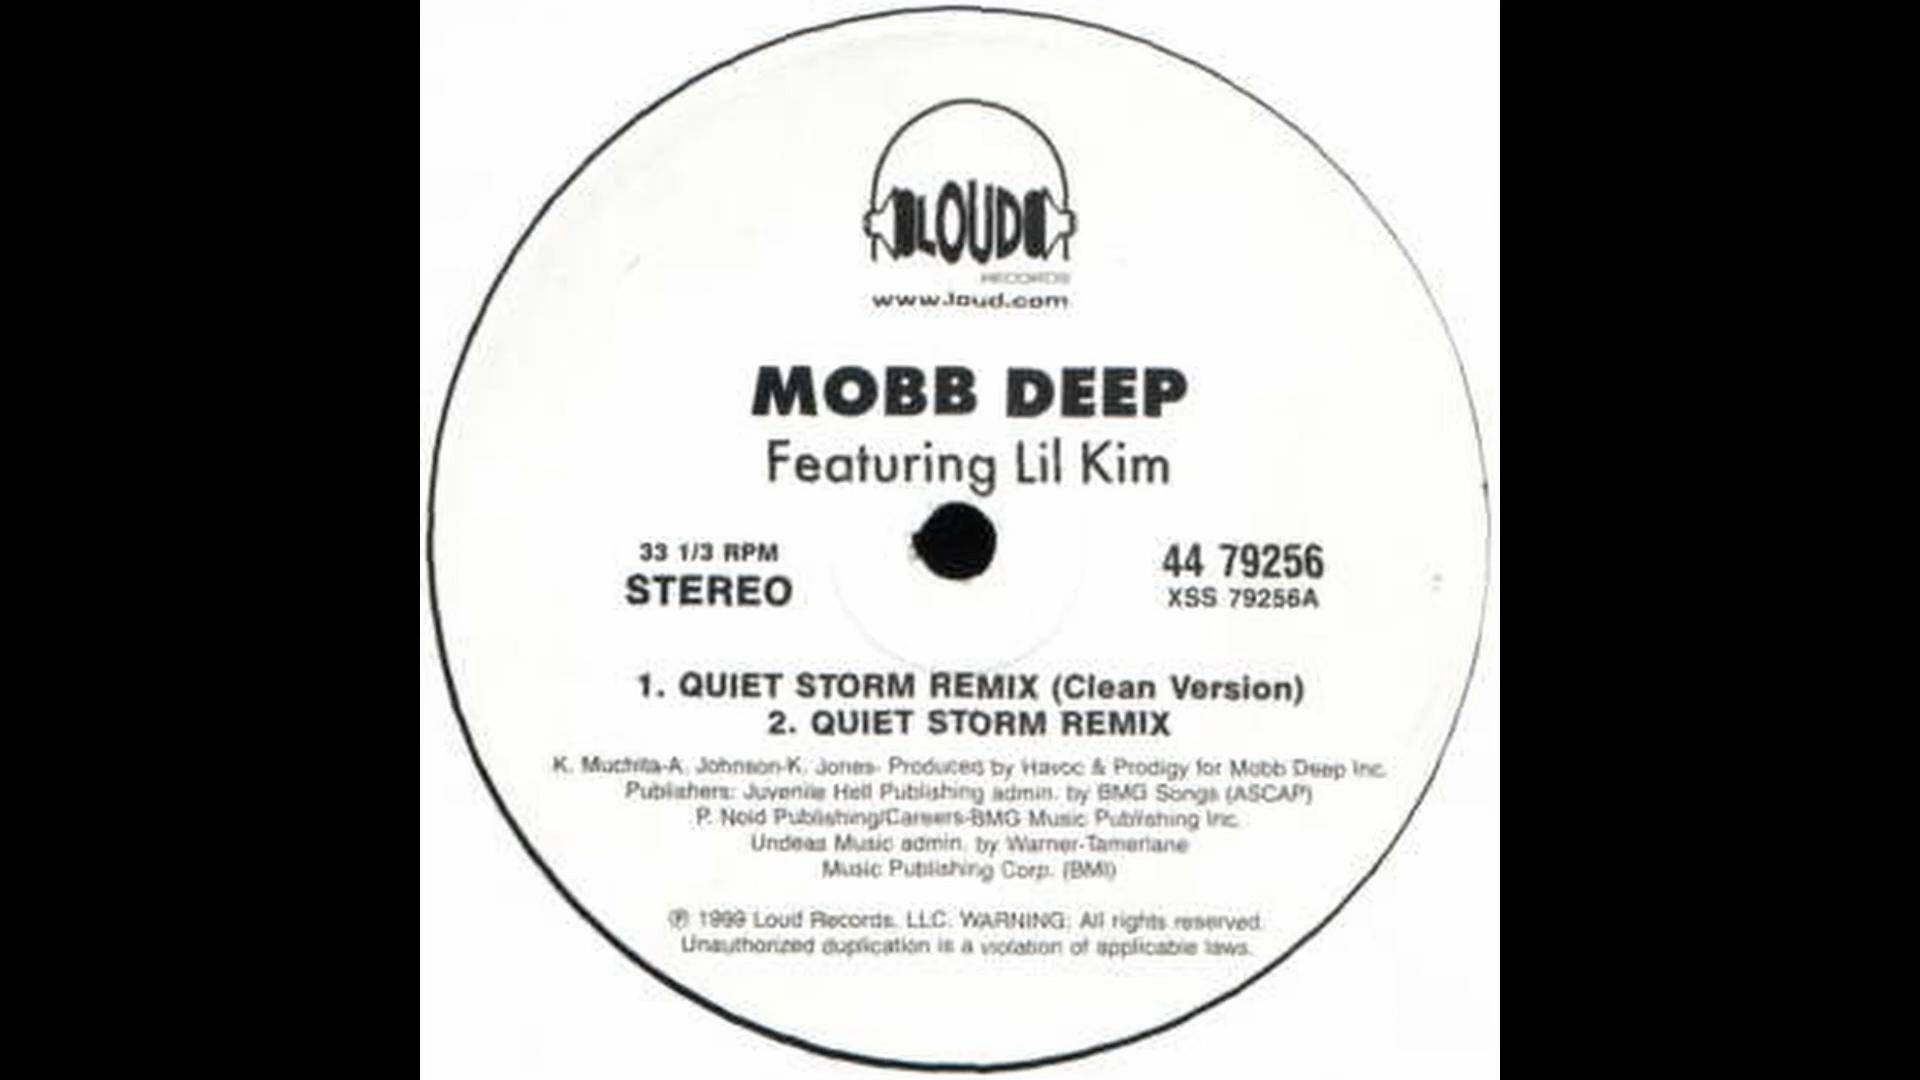 LOUD
RECORDS
www.loud.com
MOBB DEEP
Featuring Lil Kim
33 1/3 RPM
STEREO
44 79256
XSS 79256A
1. QUIET STORM REMIX (Clean Version)
2. QUIET STORM REMIX
K. Muchita-A. Johnson-K. Jones- Produced by Havoc & Prodigy for Mobb Deep Inc.
Publishers: Juvenile Hell Publishing admin. by BMG Songs (ASCAP)
P. Noid Publishing/Careers-BMG Music Publishing Inc.
Undeas Music admin. by Warner-Tamerlane
Music Publishing Corp. (BMI)
℗ 1999 Loud Records, LLC. WARNING: All rights reserved.
Unauthorized duplication is a violation of applicable laws.